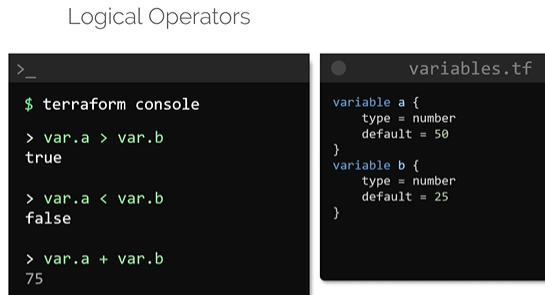 Logical Operators
>_
$ terraform console
> var.a > var.b
true
> var.a < var.b
false
> var.a + var.b
75
variables.tf
variable a {
    type = number
    default = 50
}
variable b {
    type = number
    default = 25
}